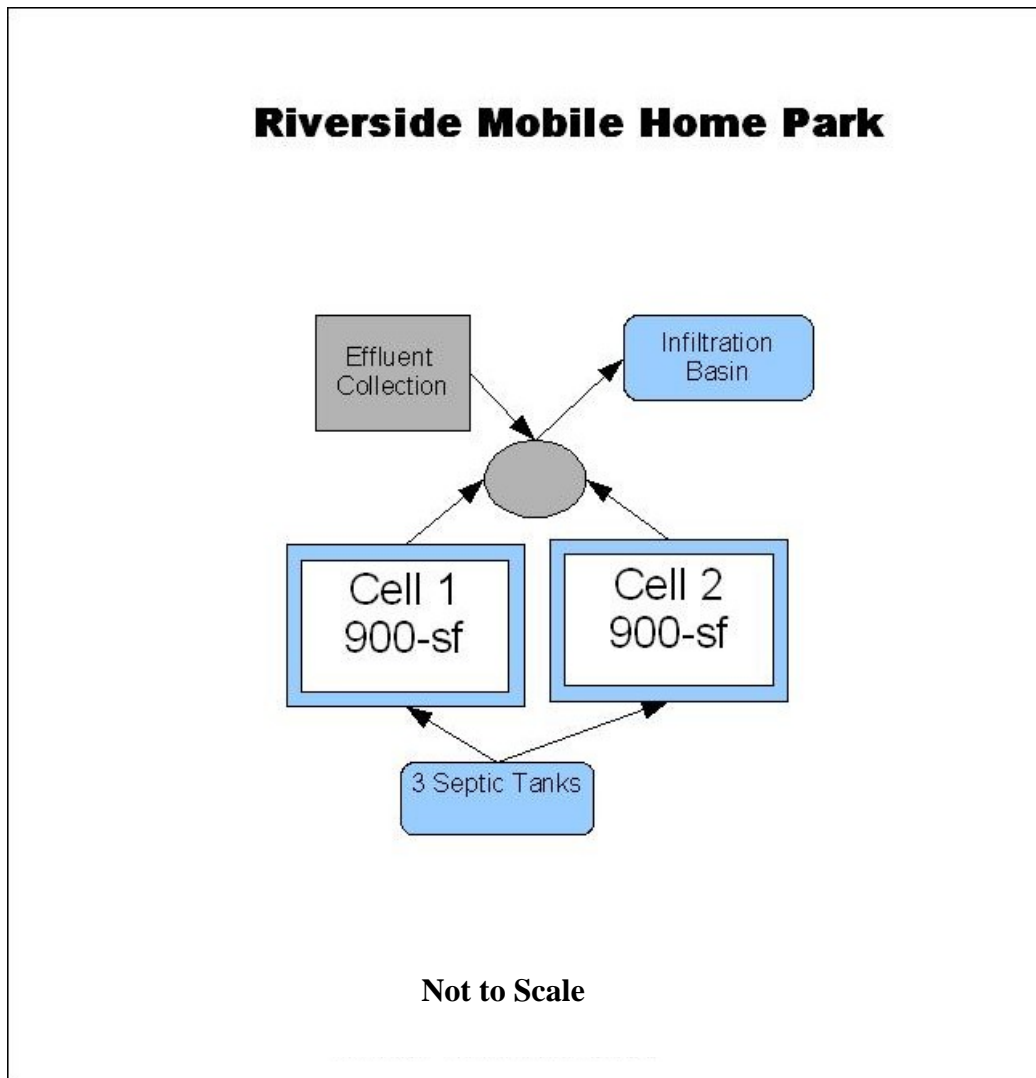 Riverside Mobile Home Park
Effluent
Collection
Infiltration
Basin
Cell 1
900-sf
Cell 2
900-sf
3 Septic Tanks
Not to Scale